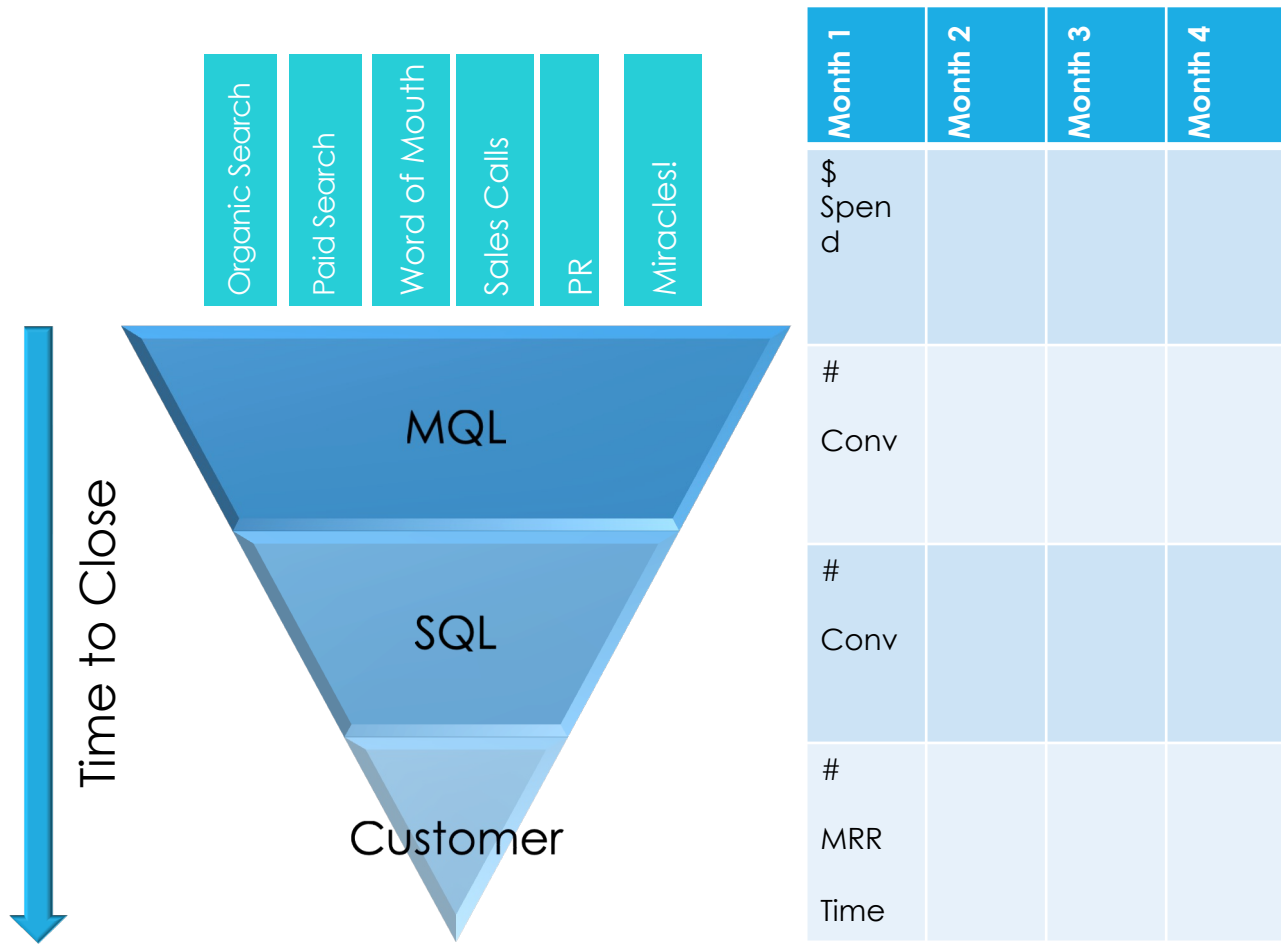 Organic Search
Paid Search
Word of Mouth
Sales Calls
PR
Miracles!
Time to Close
MQL
SQL
Customer
Month 1
Month 2
Month 3
Month 4
$
Spen
d
#
Conv
#
Conv
#
MRR
Time